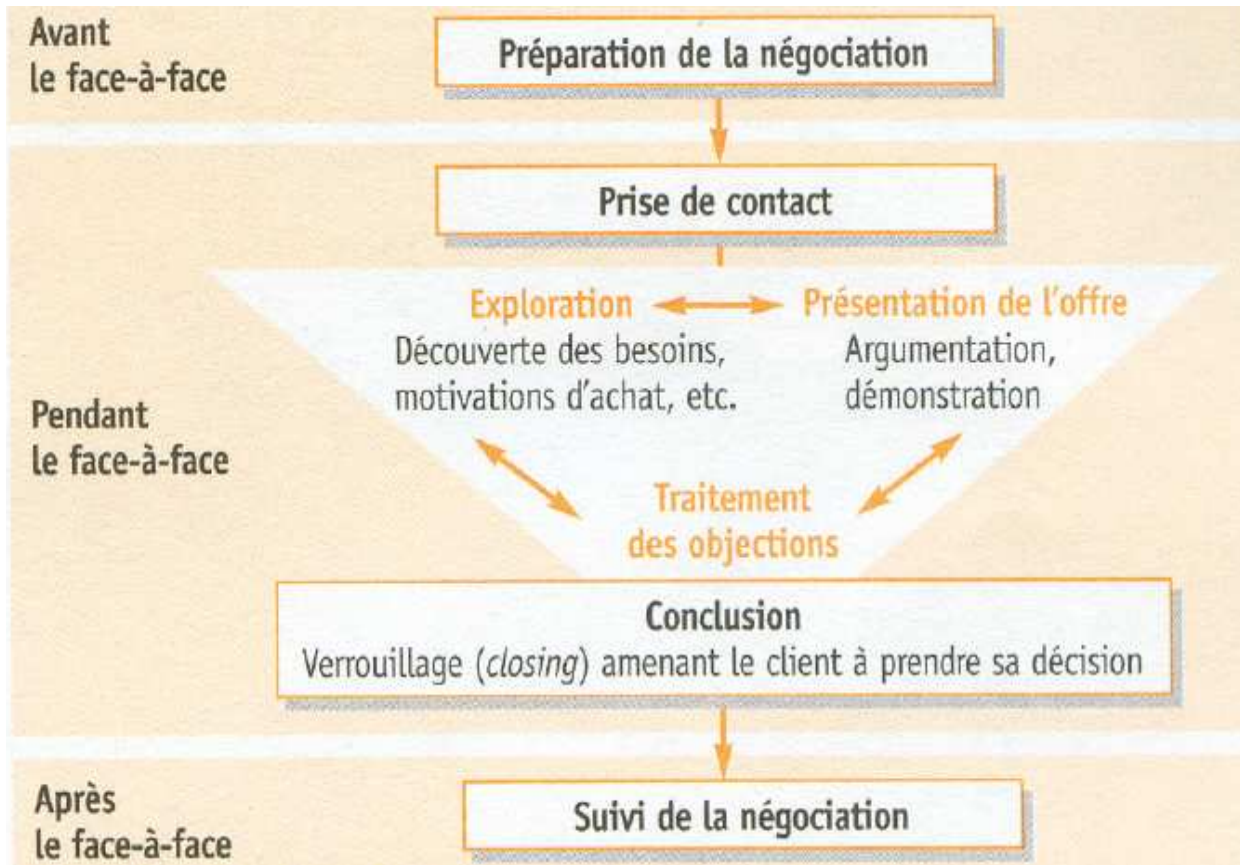 Avant
le face-à-face
Préparation de la négociation
Prise de contact
Exploration
Présentation de l'offre
Découverte des besoins,
motivations d'achat, etc.
Argumentation,
démonstration
Pendant
le face-à-face
Traitement
des objections
Conclusion
Verrouillage (closing) amenant le client à prendre sa décision
Après
le face-à-face
Suivi de la négociation